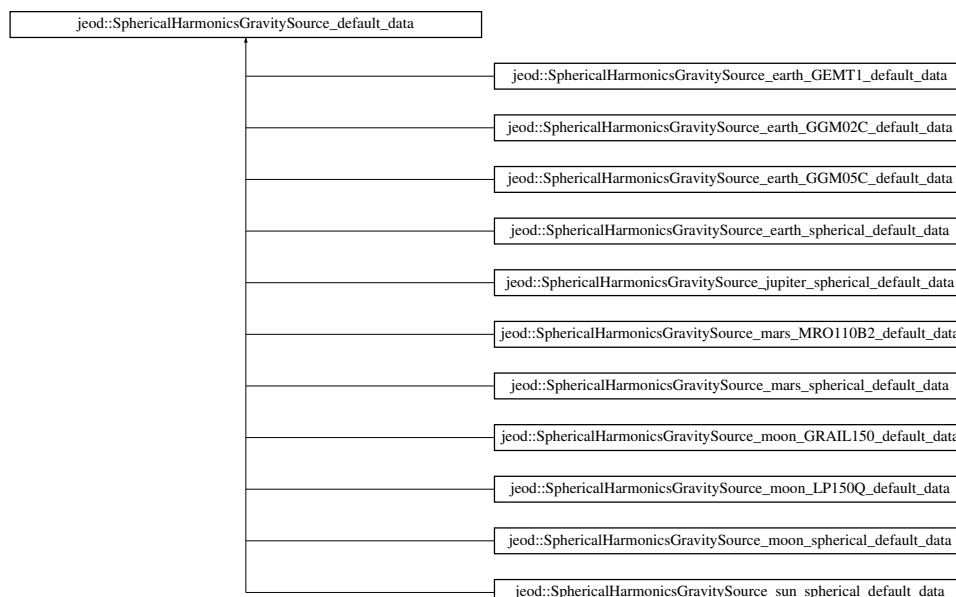 jeod::SphericalHarmonicsGravitySource_default_data
jeod::SphericalHarmonicsGravitySource_earth_GEMT1_default_data
jeod::SphericalHarmonicsGravitySource_earth_GGM02C_default_data
jeod::SphericalHarmonicsGravitySource_earth_GGM05C_default_data
jeod::SphericalHarmonicsGravitySource_earth_spherical_default_data
jeod::SphericalHarmonicsGravitySource_jupiter_spherical_default_data
jeod::SphericalHarmonicsGravitySource_mars_MRO110B2_default_data
jeod::SphericalHarmonicsGravitySource_mars_spherical_default_data
jeod::SphericalHarmonicsGravitySource_moon_GRAIL150_default_data
jeod::SphericalHarmonicsGravitySource_moon_LP150Q_default_data
jeod::SphericalHarmonicsGravitySource_moon_spherical_default_data
jeod::SphericalHarmonicsGravitySource_sun_spherical_default_data